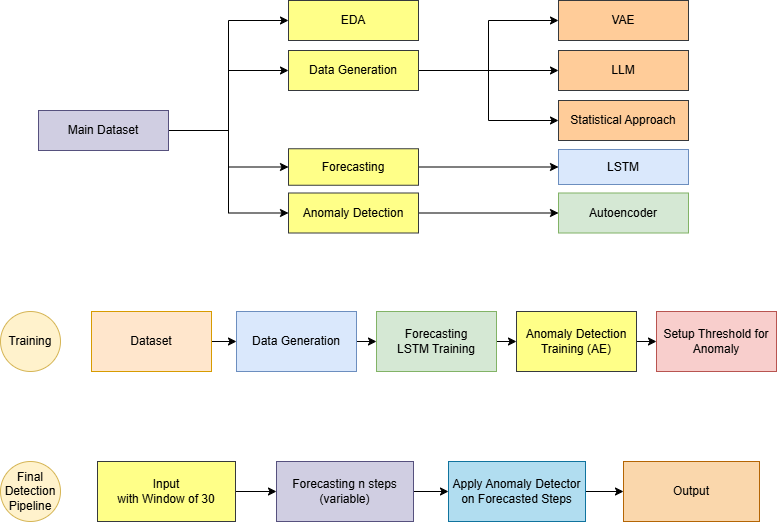 EDA
VAE
Data Generation
LLM
Main Dataset
Statistical Approach
Forecasting
LSTM
Anomaly Detection
Autoencoder
Training
Dataset
Data Generation
Forecasting
LSTM Training
Anomaly Detection
Training (AE)
Setup Threshold for
Anomaly
Final
Detection
Pipeline
Input
with Window of 30
Forecasting n steps
(variable)
Apply Anomaly Detector
on Forecasted Steps
Output